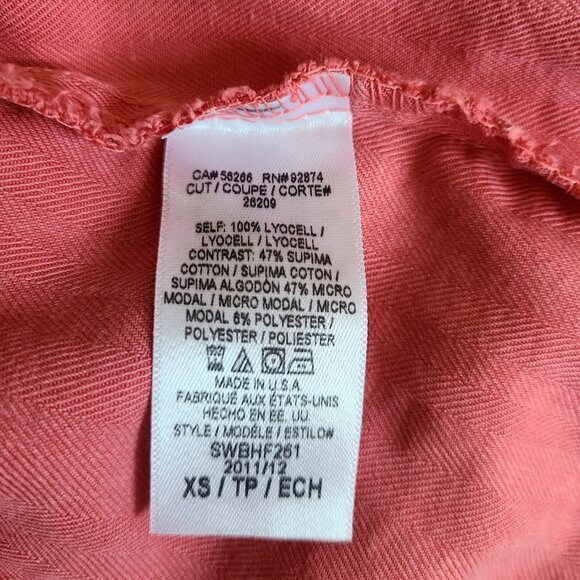 CA# 56266 RN# 92874
CUT / COUPE / CORTE#
26209
SELF: 100% LYOCELL /
LYOCELL / LYOCELL
CONTRAST: 47% SUPIMA
COTTON / SUPIMA COTON /
SUPIMA ALGODÓN 47% MICRO
MODAL / MICRO MODAL / MICRO
MODAL 6% POLYESTER /
POLYESTER / POLIESTER
MADE IN U.S.A.
FABRIQUÉ AUX ÉTATS-UNIS
HECHO EN EE. UU.
STYLE / MODÈLE / ESTILO#
SWBHF261
2011/12
XS / TP / ECH